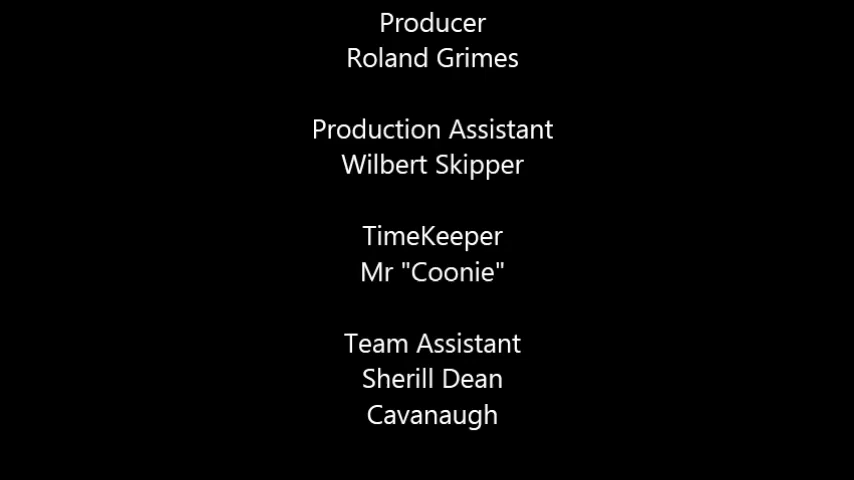 Producer
Roland Grimes
Production Assistant
Wilbert Skipper
TimeKeeper
Mr "Coonie"
Team Assistant
Sherill Dean
Cavanaugh